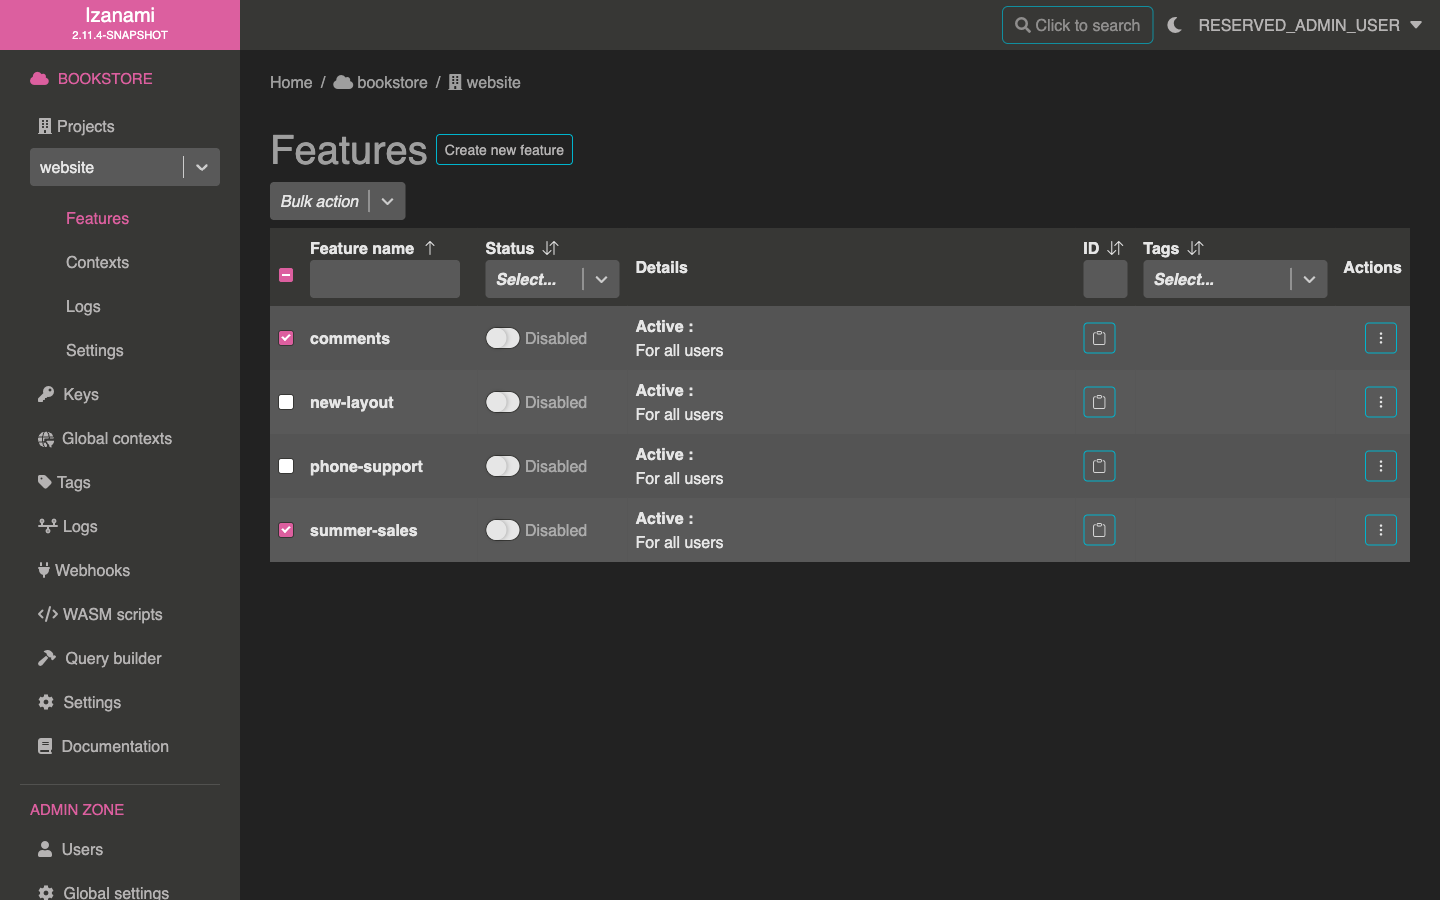 Izanami
2.11.4-SNAPSHOT
Click to search
RESERVED_ADMIN_USER
BOOKSTORE
Projects
website
Features
Contexts
Logs
Settings
Keys
Global contexts
Tags
Logs
Webhooks
WASM scripts
Query builder
Settings
Documentation
ADMIN ZONE
Users
Global settings
Home / bookstore / website
Features
Create new feature
Bulk action
Feature name
Status
Select...
Details
ID
Tags
Select...
Actions
comments
Disabled
Active :
For all users
new-layout
Disabled
Active :
For all users
phone-support
Disabled
Active :
For all users
summer-sales
Disabled
Active :
For all users